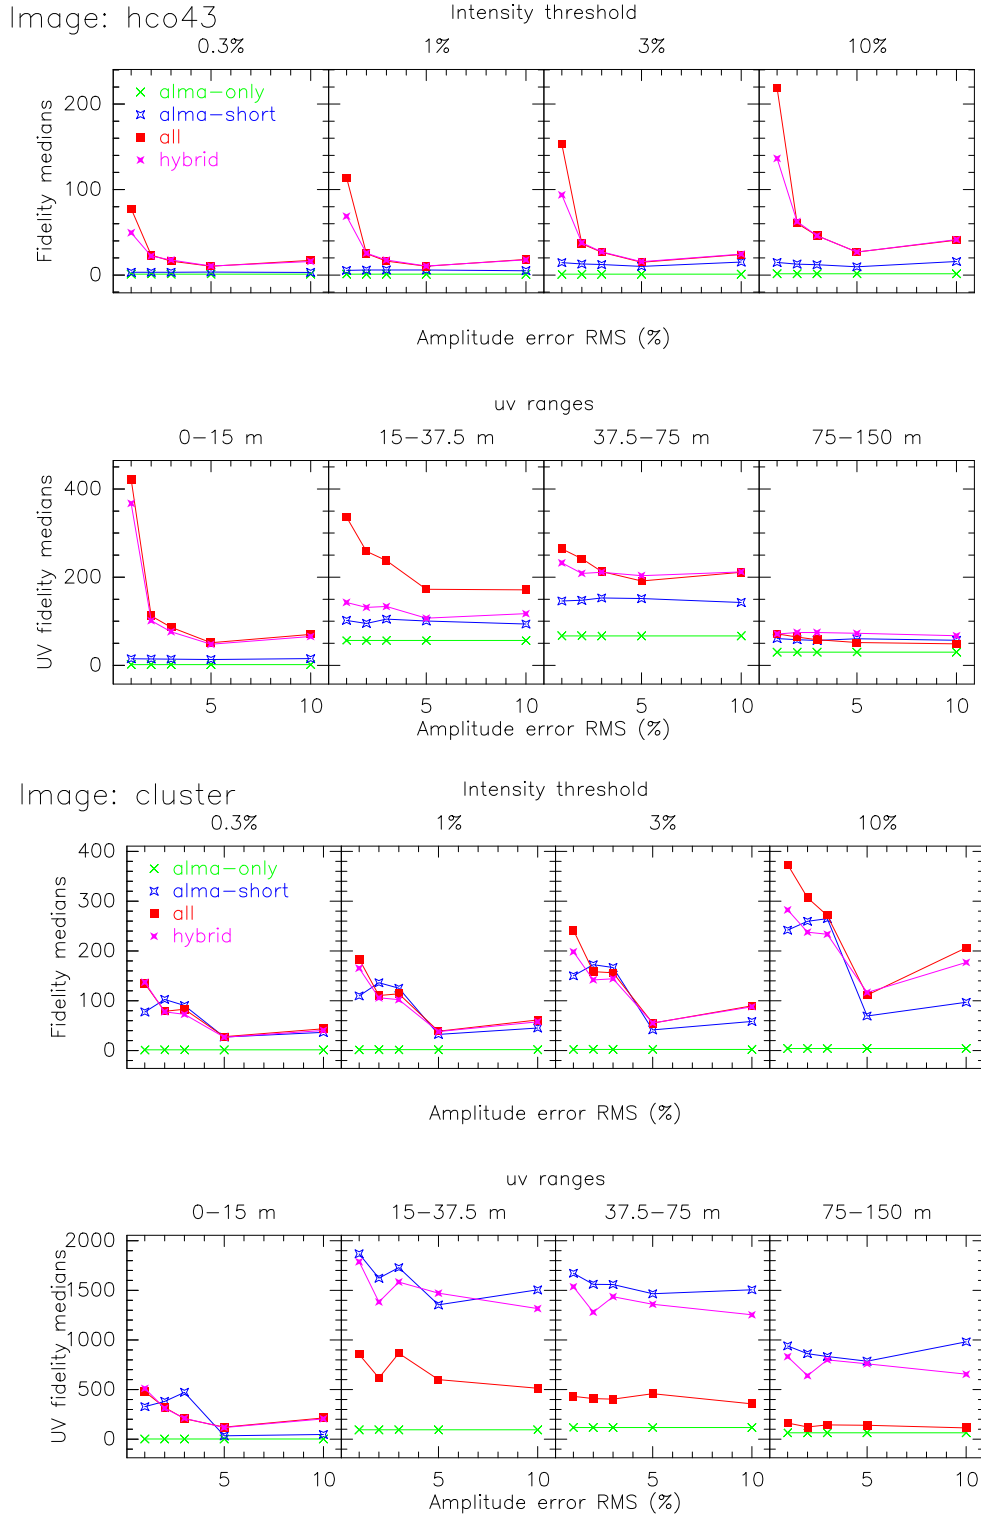 Image: hco43
Intensity threshold
0.3% 1% 3% 10%
Fidelity medians
200
100
0
alma-only
alma-short
all
hybrid
Amplitude error RMS (%)
uv ranges
0-15 m 15-37.5 m 37.5-75 m 75-150 m
UV fidelity medians
400
200
0
5 10 5 10 5 10 5 10
Amplitude error RMS (%)
Image: cluster
Intensity threshold
0.3% 1% 3% 10%
Fidelity medians
400
300
200
100
0
alma-only
alma-short
all
hybrid
Amplitude error RMS (%)
uv ranges
0-15 m 15-37.5 m 37.5-75 m 75-150 m
UV fidelity medians
2000
1500
1000
500
0
5 10 5 10 5 10 5 10
Amplitude error RMS (%)